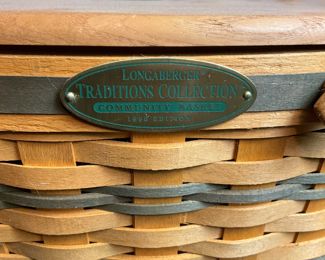 LONGABERGER
TRADITIONS COLLECTION
COMMUNITY BASKET
EDITION